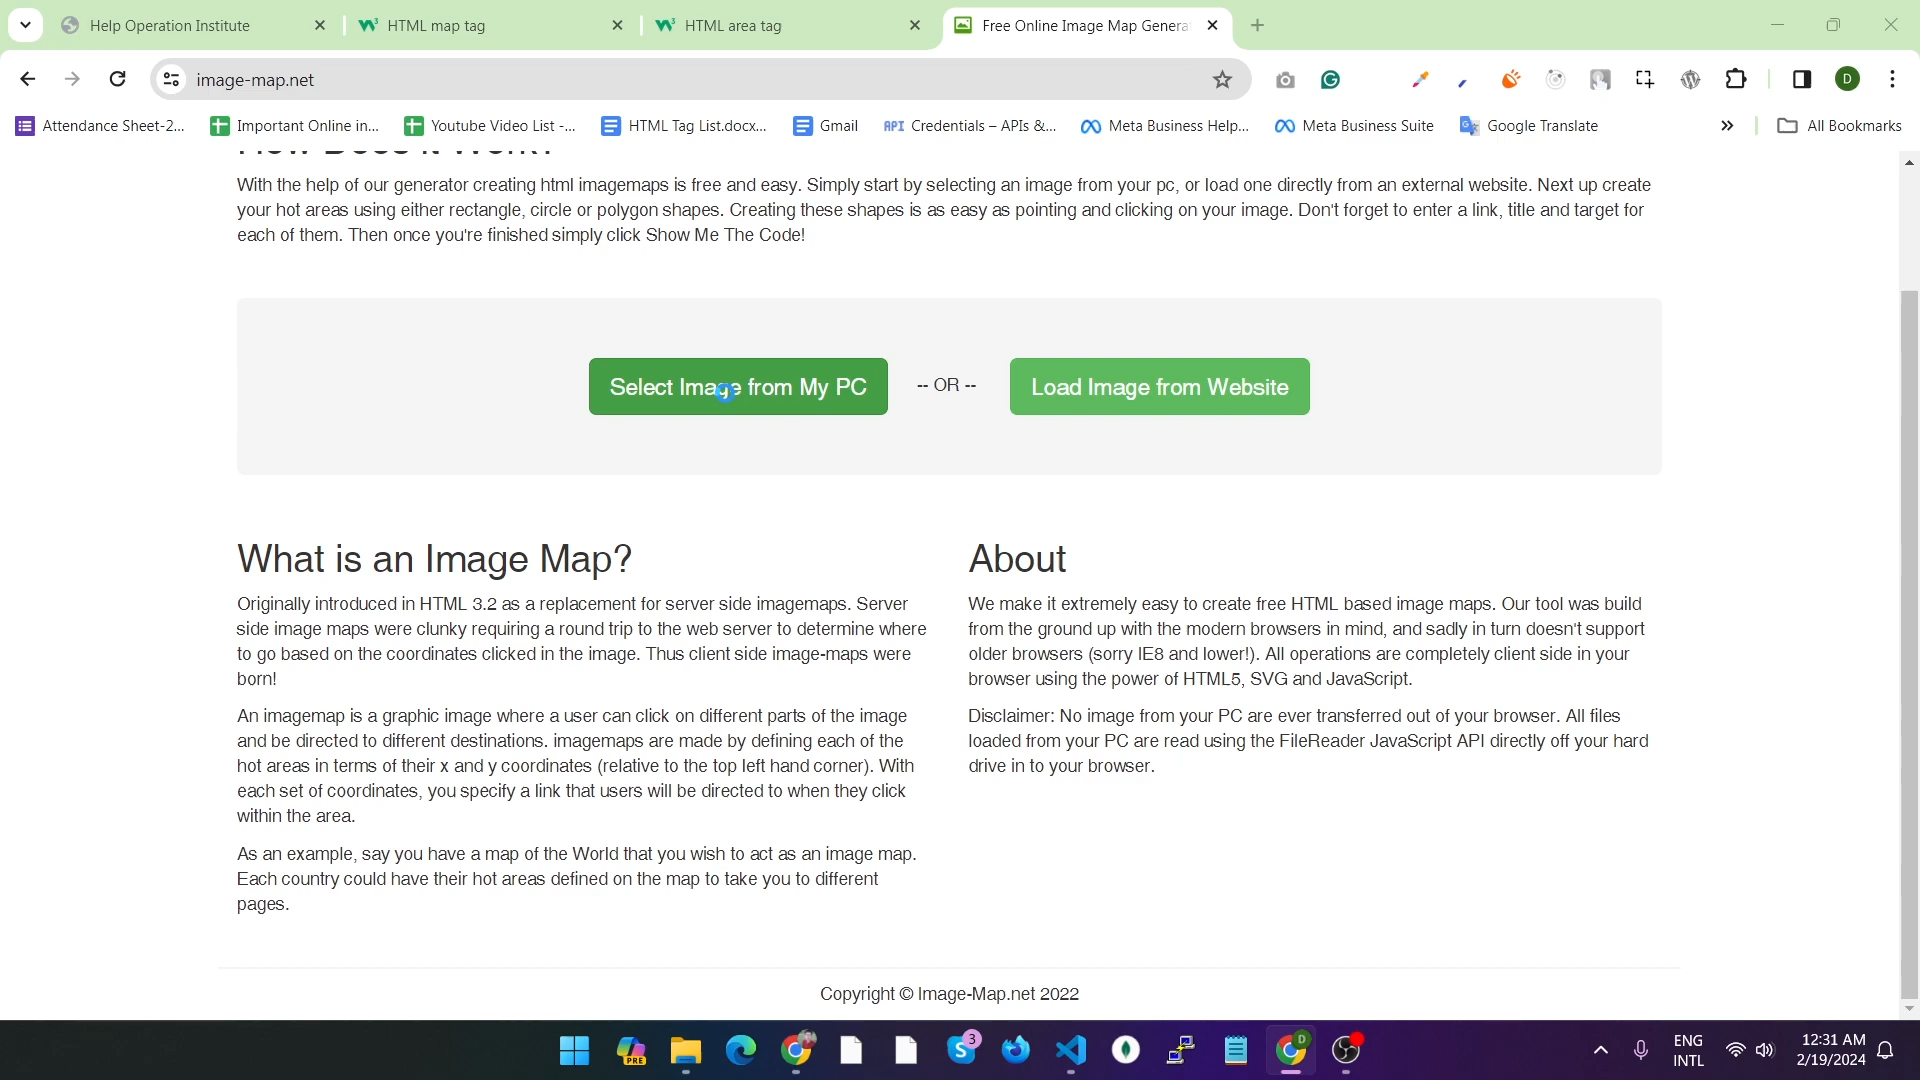 Help Operation Institute
HTML map tag
HTML area tag
Free Online Image Map Genera
image-map.net
D
Attendance Sheet-2...
Important Online in...
Youtube Video List -...
HTML Tag List.docx...
Gmail
API Credentials – APIs &...
Meta Business Help...
Meta Business Suite
Google Translate
All Bookmarks
How Does it Work?
With the help of our generator creating html imagemaps is free and easy. Simply start by selecting an image from your pc, or load one directly from an external website. Next up create
your hot areas using either rectangle, circle or polygon shapes. Creating these shapes is as easy as pointing and clicking on your image. Don't forget to enter a link, title and target for
each of them. Then once you're finished simply click Show Me The Code!
Select Image from My PC
-- OR --
Load Image from Website
What is an Image Map?
Originally introduced in HTML 3.2 as a replacement for server side imagemaps. Server
side image maps were clunky requiring a round trip to the web server to determine where
to go based on the coordinates clicked in the image. Thus client side image-maps were
born!
An imagemap is a graphic image where a user can click on different parts of the image
and be directed to different destinations. imagemaps are made by defining each of the
hot areas in terms of their x and y coordinates (relative to the top left hand corner). With
each set of coordinates, you specify a link that users will be directed to when they click
within the area.
As an example, say you have a map of the World that you wish to act as an image map.
Each country could have their hot areas defined on the map to take you to different
pages.
About
We make it extremely easy to create free HTML based image maps. Our tool was build
from the ground up with the modern browsers in mind, and sadly in turn doesn't support
older browsers (sorry IE8 and lower!). All operations are completely client side in your
browser using the power of HTML5, SVG and JavaScript.
Disclaimer: No image from your PC are ever transferred out of your browser. All files
loaded from your PC are read using the FileReader JavaScript API directly off your hard
drive in to your browser.
Copyright © Image-Map.net 2022
PRE
3
D
ENG
INTL
12:31 AM
2/19/2024